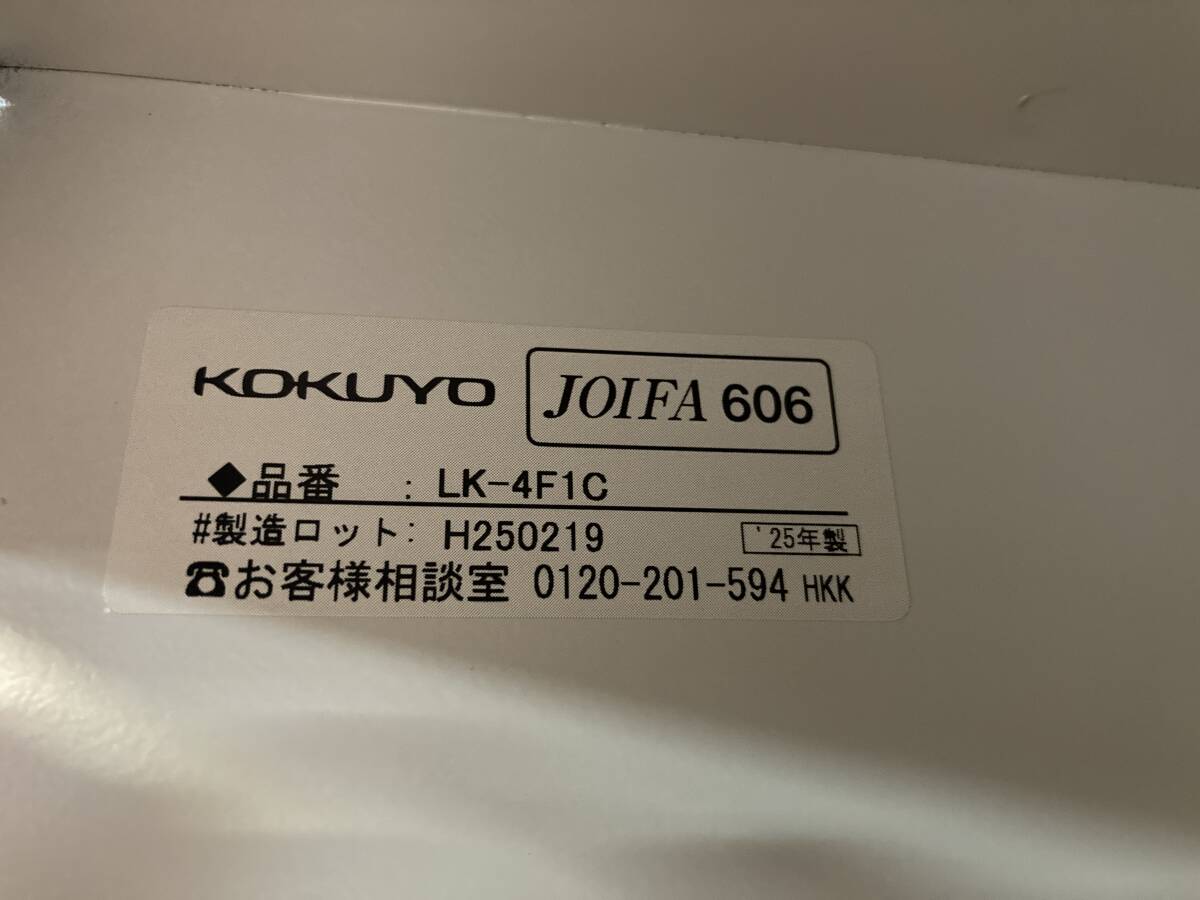 KOKUYO JOIFA 606
◆品番 : LK-4F1C
#製造ロット: H250219 '25年製
☎お客様相談室 0120-201-594 HKK